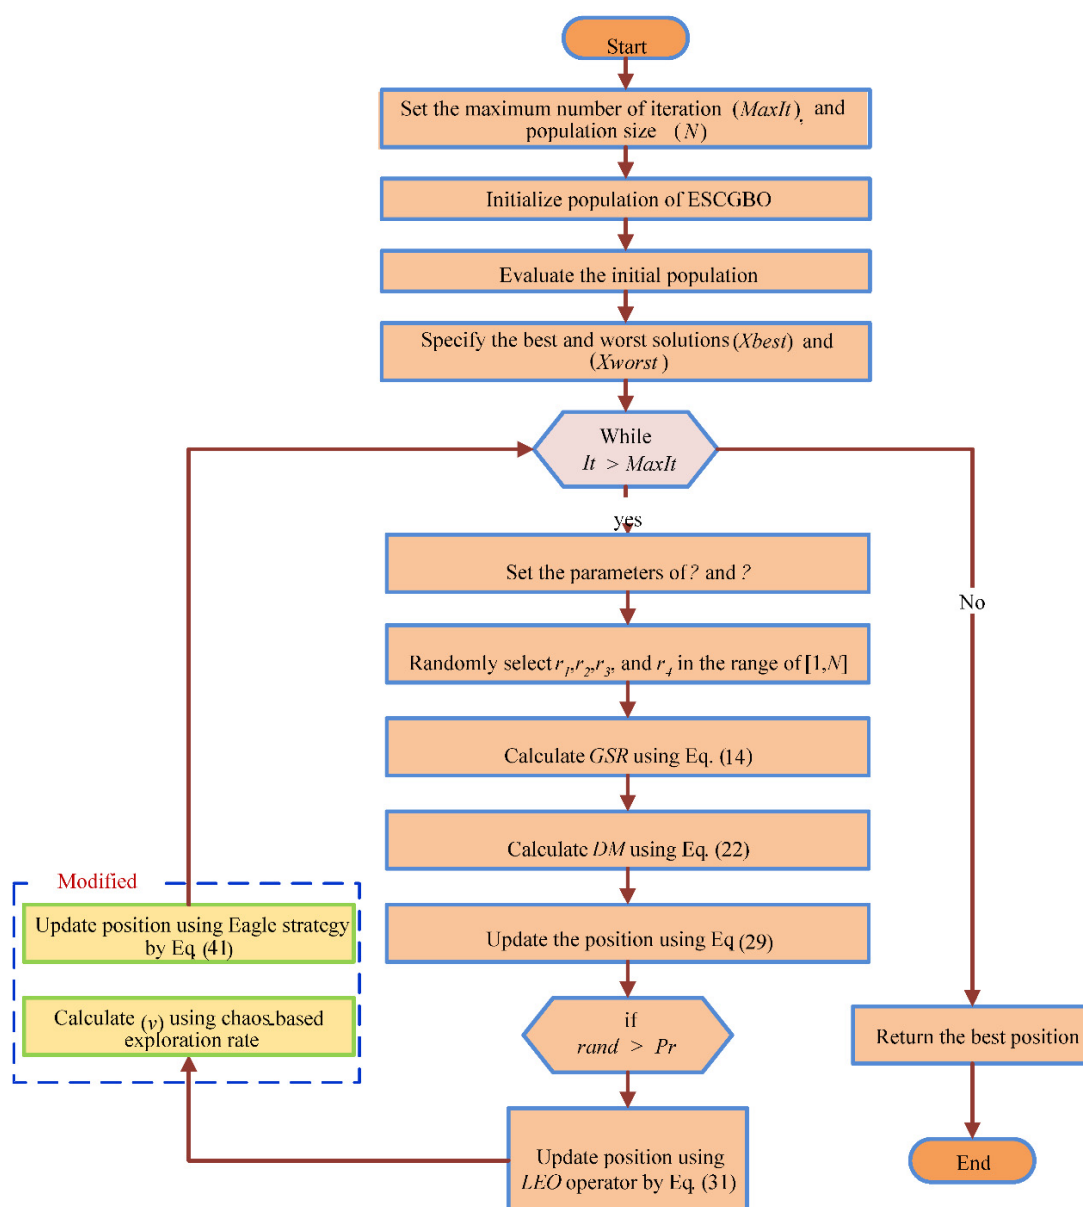 Start
Set the maximum number of iteration (MaxIt), and
population size (N)
Initialize population of ESCGBO
Evaluate the initial population
Specify the best and worst solutions (Xbest) and
(Xworst)
While
It > MaxIt
yes
No
Set the parameters of ? and ?
Randomly select r1,r2,r3, and r4 in the range of [1,N]
Calculate GSR using Eq. (14)
Calculate DM using Eq. (22)
Update the position using Eq. (29)
if
rand > Pr
Update position using
LEO operator by Eq. (31)
Modified
Update position using Eagle strategy
by Eq. (41)
Calculate (v) using chaos-based
exploration rate
Return the best position
End